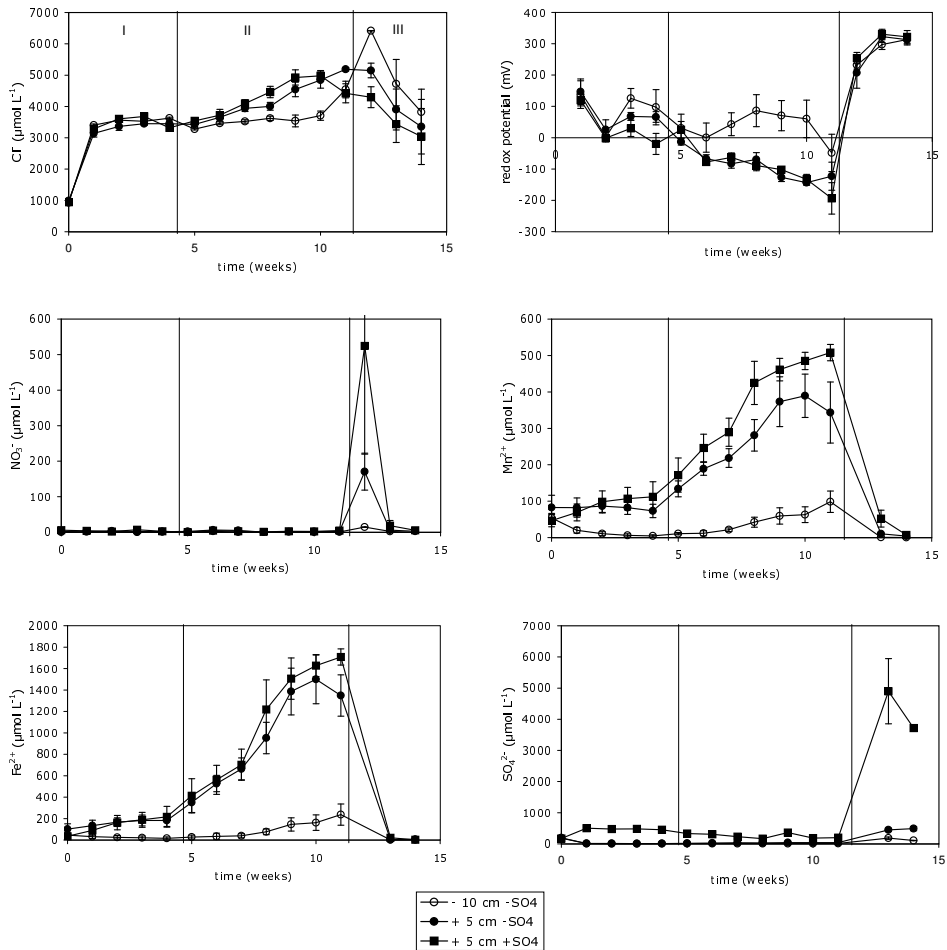 I II III
7000
6000
5000
4000
3000
2000
1000
0
Cl⁻ (µmol L⁻¹)
0 5 10 15
time (weeks)
400
300
200
100
0
-100
-200
-300
redox potential (mV)
0 5 10 15
time (weeks)
600
500
400
300
200
100
0
NO₃⁻ (µmol L⁻¹)
0 5 10 15
time (weeks)
600
500
400
300
200
100
0
Mn²⁺ (µmol L⁻¹)
0 5 10 15
time (weeks)
2000
1800
1600
1400
1200
1000
800
600
400
200
0
Fe²⁺ (µmol L⁻¹)
0 5 10 15
time (weeks)
7000
6000
5000
4000
3000
2000
1000
0
SO₄²⁻ (µmol L⁻¹)
0 5 10 15
time (weeks)
- 10 cm -SO4
+ 5 cm -SO4
+ 5 cm +SO4